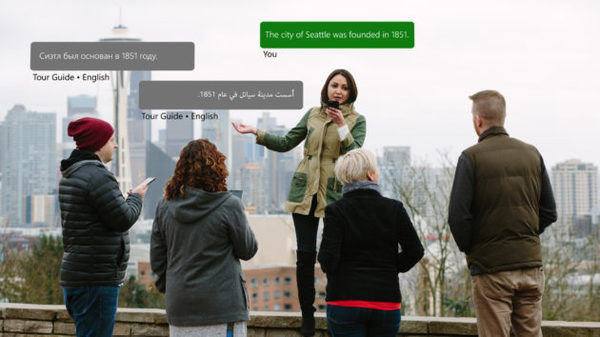 The city of Seattle was founded in 1851.
You
Сиэтл был основан в 1851 году.
Tour Guide • English
أسست مدينة سياتل في عام 1851.
Tour Guide • English